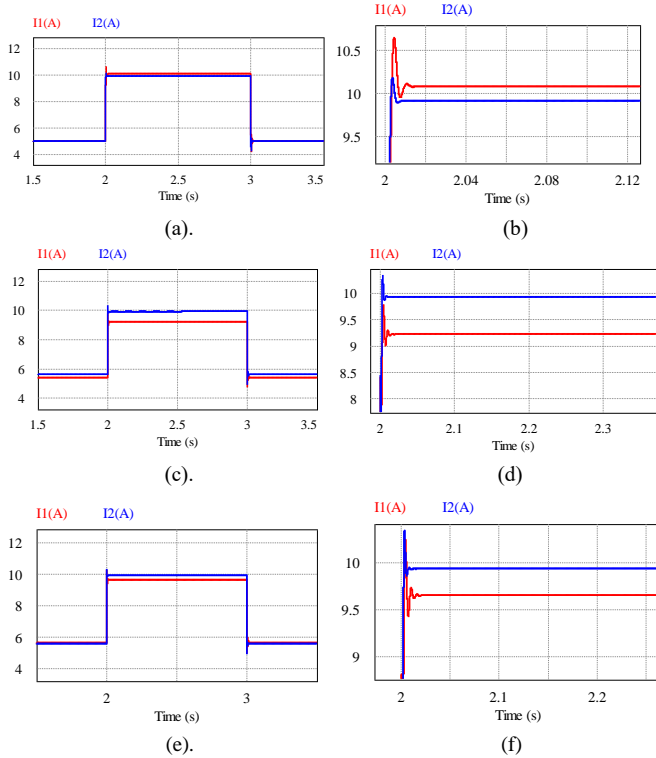 I1(A) I2(A)
12
10
8
6
4
1.5 2 2.5 3 3.5
Time (s)
(a).
I1(A) I2(A)
10.5
10
9.5
2 2.04 2.08 2.12
Time (s)
(b)
I1(A) I2(A)
12
10
8
6
4
1.5 2 2.5 3 3.5
Time (s)
(c).
I1(A) I2(A)
10
9.5
9
8.5
8
2 2.1 2.2 2.3
Time (s)
(d)
I1(A) I2(A)
12
10
8
6
4
2 3
Time (s)
(e).
I1(A) I2(A)
10
9.5
9
2 2.1 2.2
Time (s)
(f)